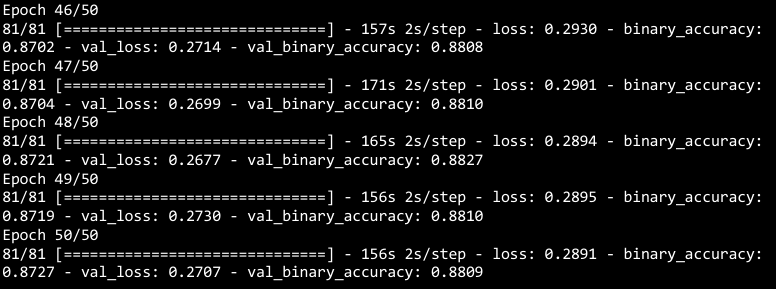 Epoch 46/50
81/81 [==============================] - 157s 2s/step - loss: 0.2930 - binary_accuracy:
0.8702 - val_loss: 0.2714 - val_binary_accuracy: 0.8808
Epoch 47/50
81/81 [==============================] - 171s 2s/step - loss: 0.2901 - binary_accuracy:
0.8704 - val_loss: 0.2699 - val_binary_accuracy: 0.8810
Epoch 48/50
81/81 [==============================] - 165s 2s/step - loss: 0.2894 - binary_accuracy:
0.8721 - val_loss: 0.2677 - val_binary_accuracy: 0.8827
Epoch 49/50
81/81 [==============================] - 156s 2s/step - loss: 0.2895 - binary_accuracy:
0.8719 - val_loss: 0.2730 - val_binary_accuracy: 0.8810
Epoch 50/50
81/81 [==============================] - 156s 2s/step - loss: 0.2891 - binary_accuracy:
0.8727 - val_loss: 0.2707 - val_binary_accuracy: 0.8809